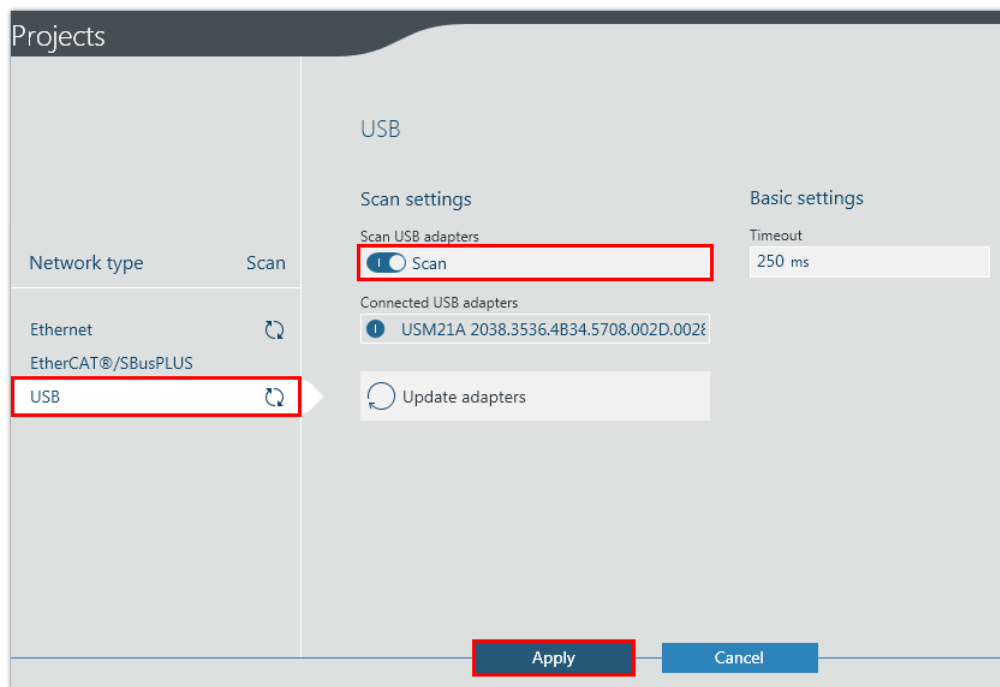 Projects
Network type Scan
Ethernet
EtherCAT®/SBusPLUS
USB
USB
Scan settings
Scan USB adapters
Scan
Connected USB adapters
USM21A 2038.3536.4B34.5708.002D.0028
Update adapters
Basic settings
Timeout
250 ms
Apply Cancel